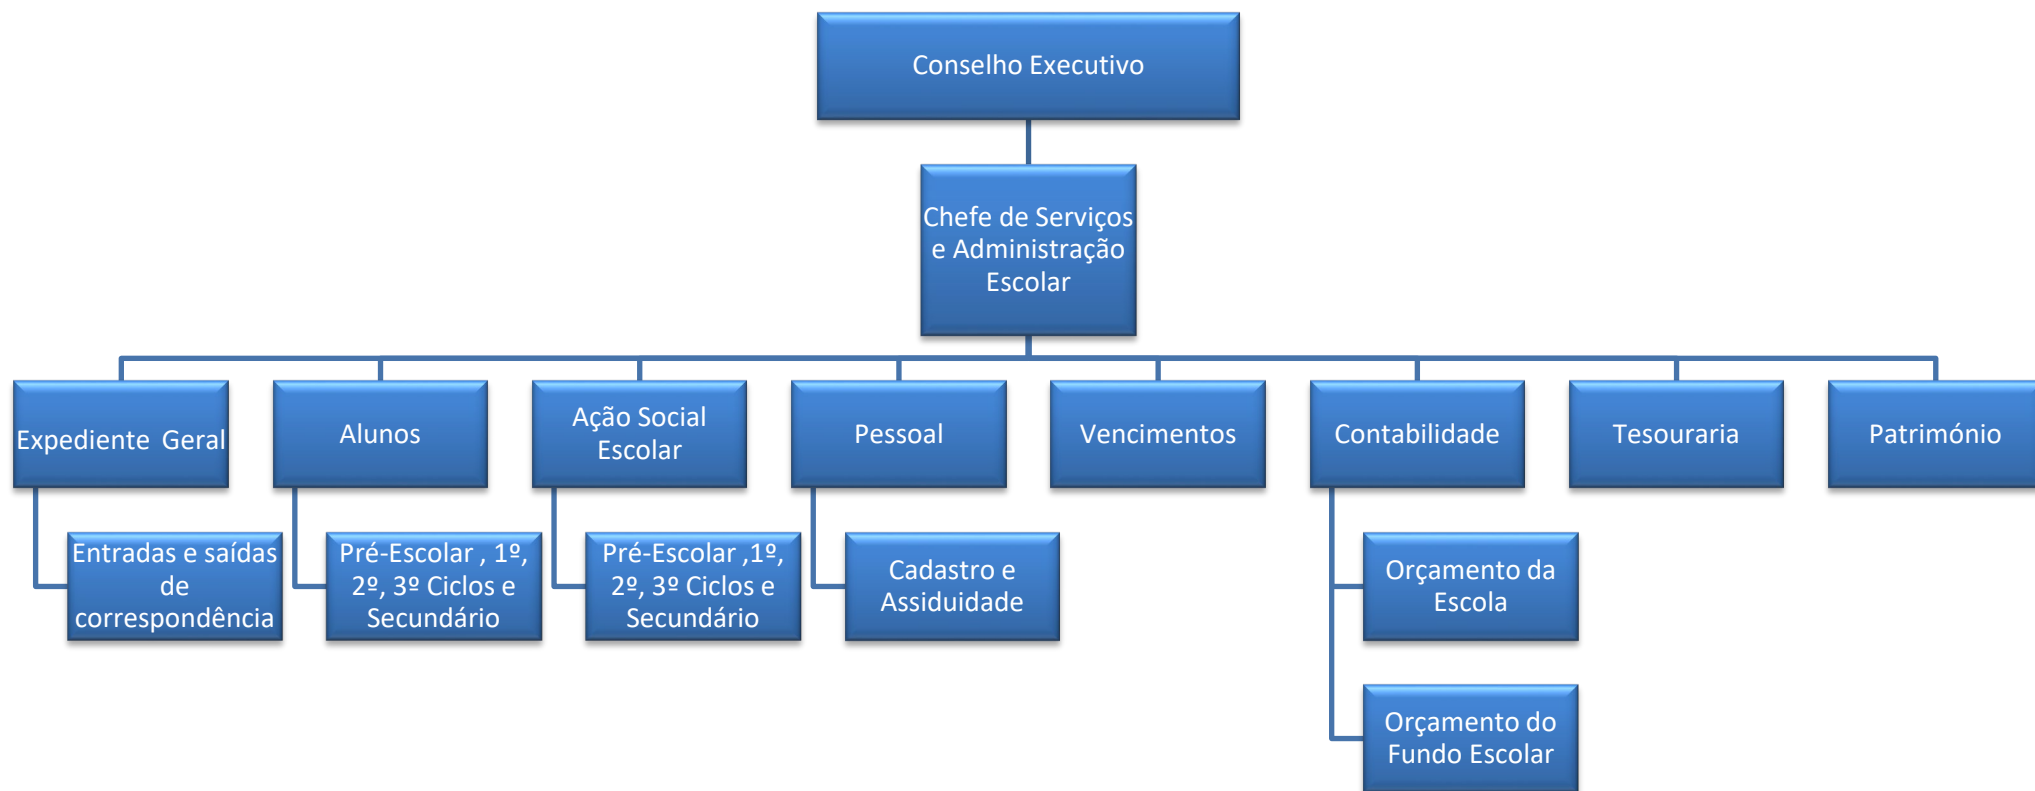 Conselho Executivo
Chefe de Serviços
e Administração
Escolar
Expediente  Geral
Alunos
Ação Social
Escolar
Pessoal
Vencimentos
Contabilidade
Tesouraria
Património
Entradas e saídas
de
correspondência
Pré-Escolar , 1º,
2º, 3º Ciclos e
Secundário
Pré-Escolar ,1º,
2º, 3º Ciclos e
Secundário
Cadastro e
Assiduidade
Orçamento da
Escola
Orçamento do
Fundo Escolar